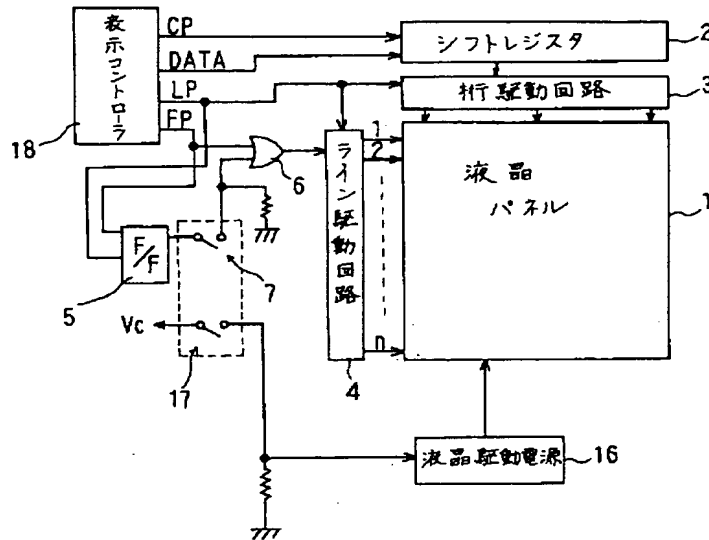 表示コントローラ
18
CP
DATA
LP
FP
シフトレジスタ
2
桁駆動回路
3
6
ライン駆動回路
4
1
2
n
液晶
パネル
1
F/F
5
7
Vc
17
液晶駆動電源
16